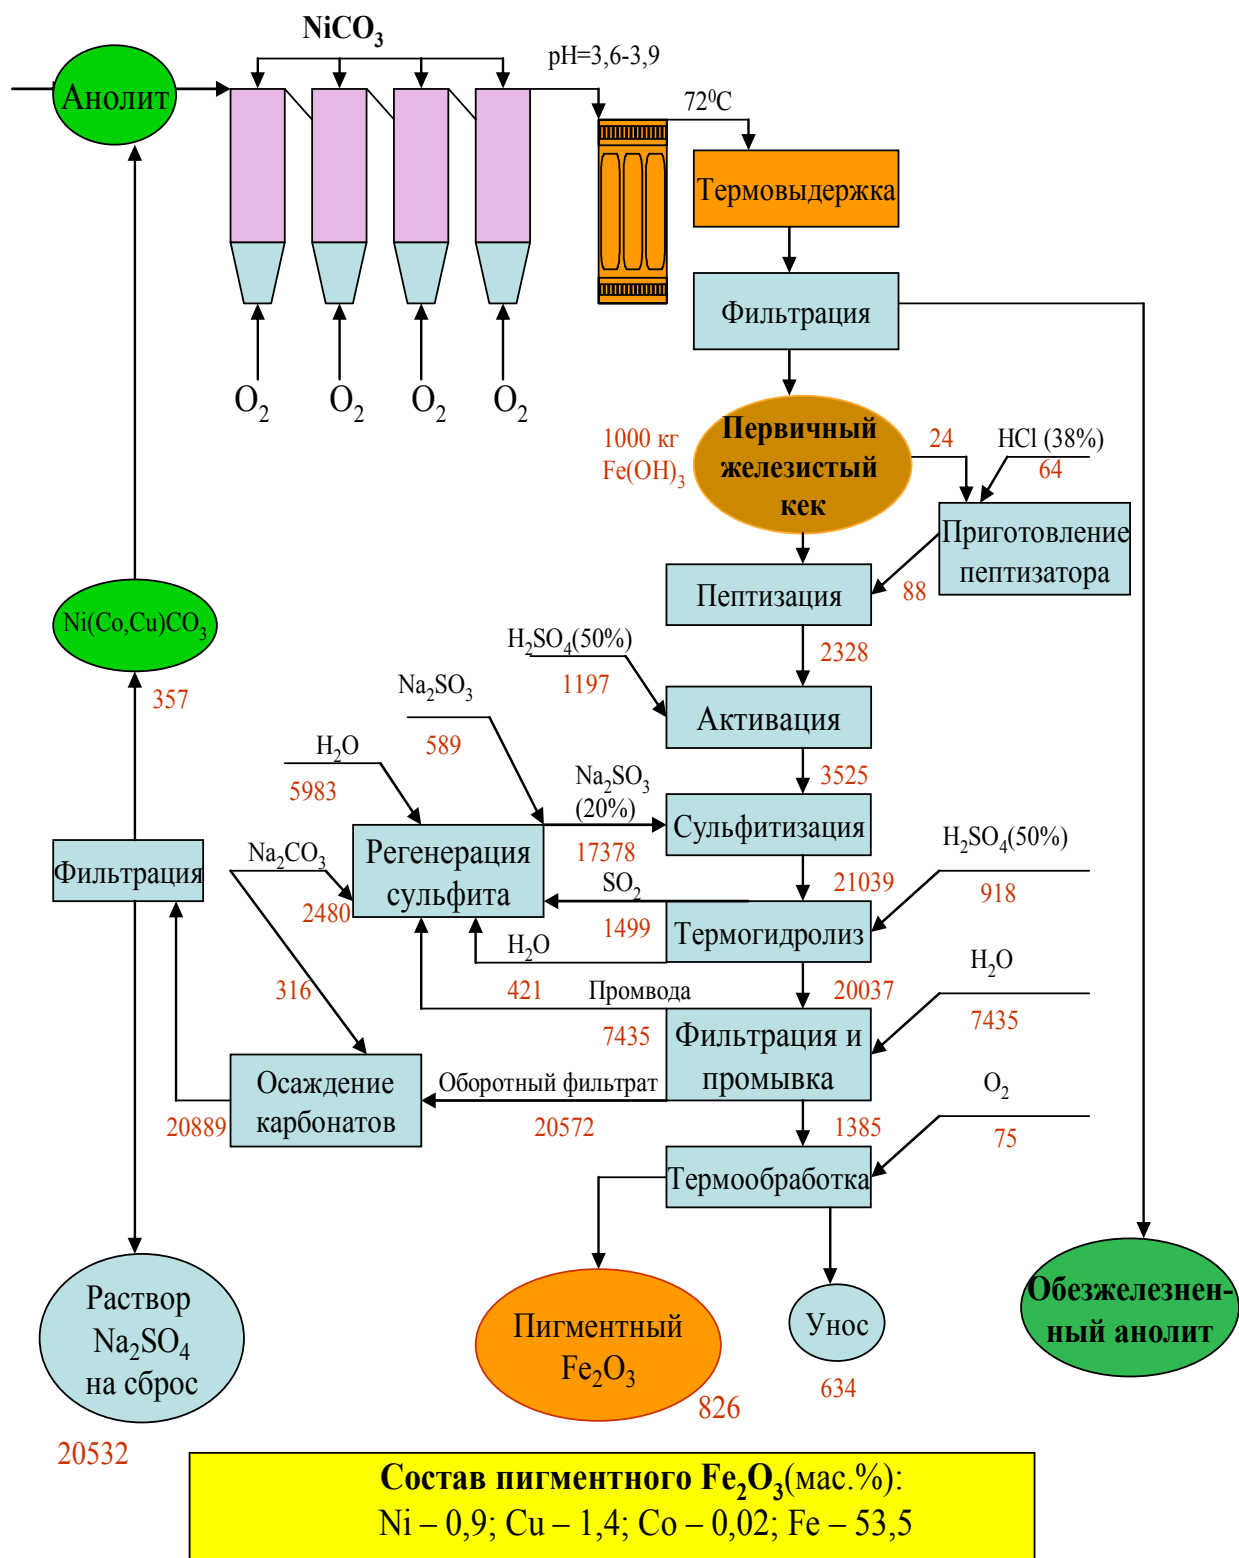 NiCO3
pH=3,6-3,9
Анолит
72⁰C
Термовыдержка
Фильтрация
O2
O2
O2
O2
1000 кг
Fe(OH)3
Первичный
железистый
кек
24
HCl (38%)
64
Приготовление
пептизатора
88
Пептизация
Ni(Co,Cu)CO3
357
H2SO4(50%)
1197
2328
Na2SO3
589
Активация
H2O
5983
3525
Na2SO3
(20%)
17378
Сульфитизация
Регенерация
сульфита
H2SO4(50%)
918
Фильтрация
Na2CO3
2480
SO2
1499
21039
Термогидролиз
H2O
421
316
Промвода
7435
20037
H2O
7435
Фильтрация и
промывка
Осаждение
карбонатов
20889
Оборотный фильтрат
20572
1385
O2
75
Термообработка
Раствор
Na2SO4
на сброс
20532
Пигментный
Fe2O3
826
Унос
634
Обезжелезнен-
ный анолит
Состав пигментного Fe2O3(мас.%):
Ni – 0,9; Cu – 1,4; Co – 0,02; Fe – 53,5